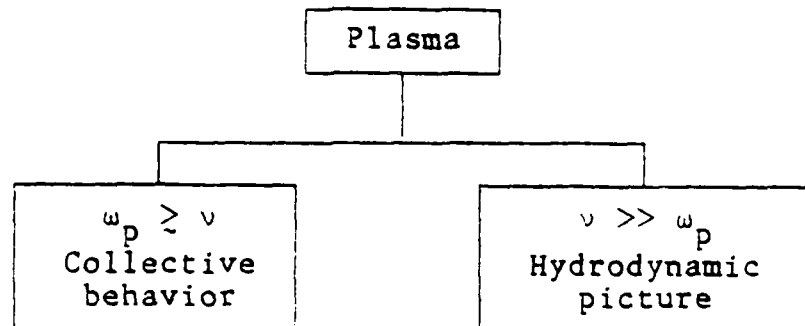 Plasma
ω_p ≳ ν
Collective
behavior
ν >> ω_p
Hydrodynamic
picture